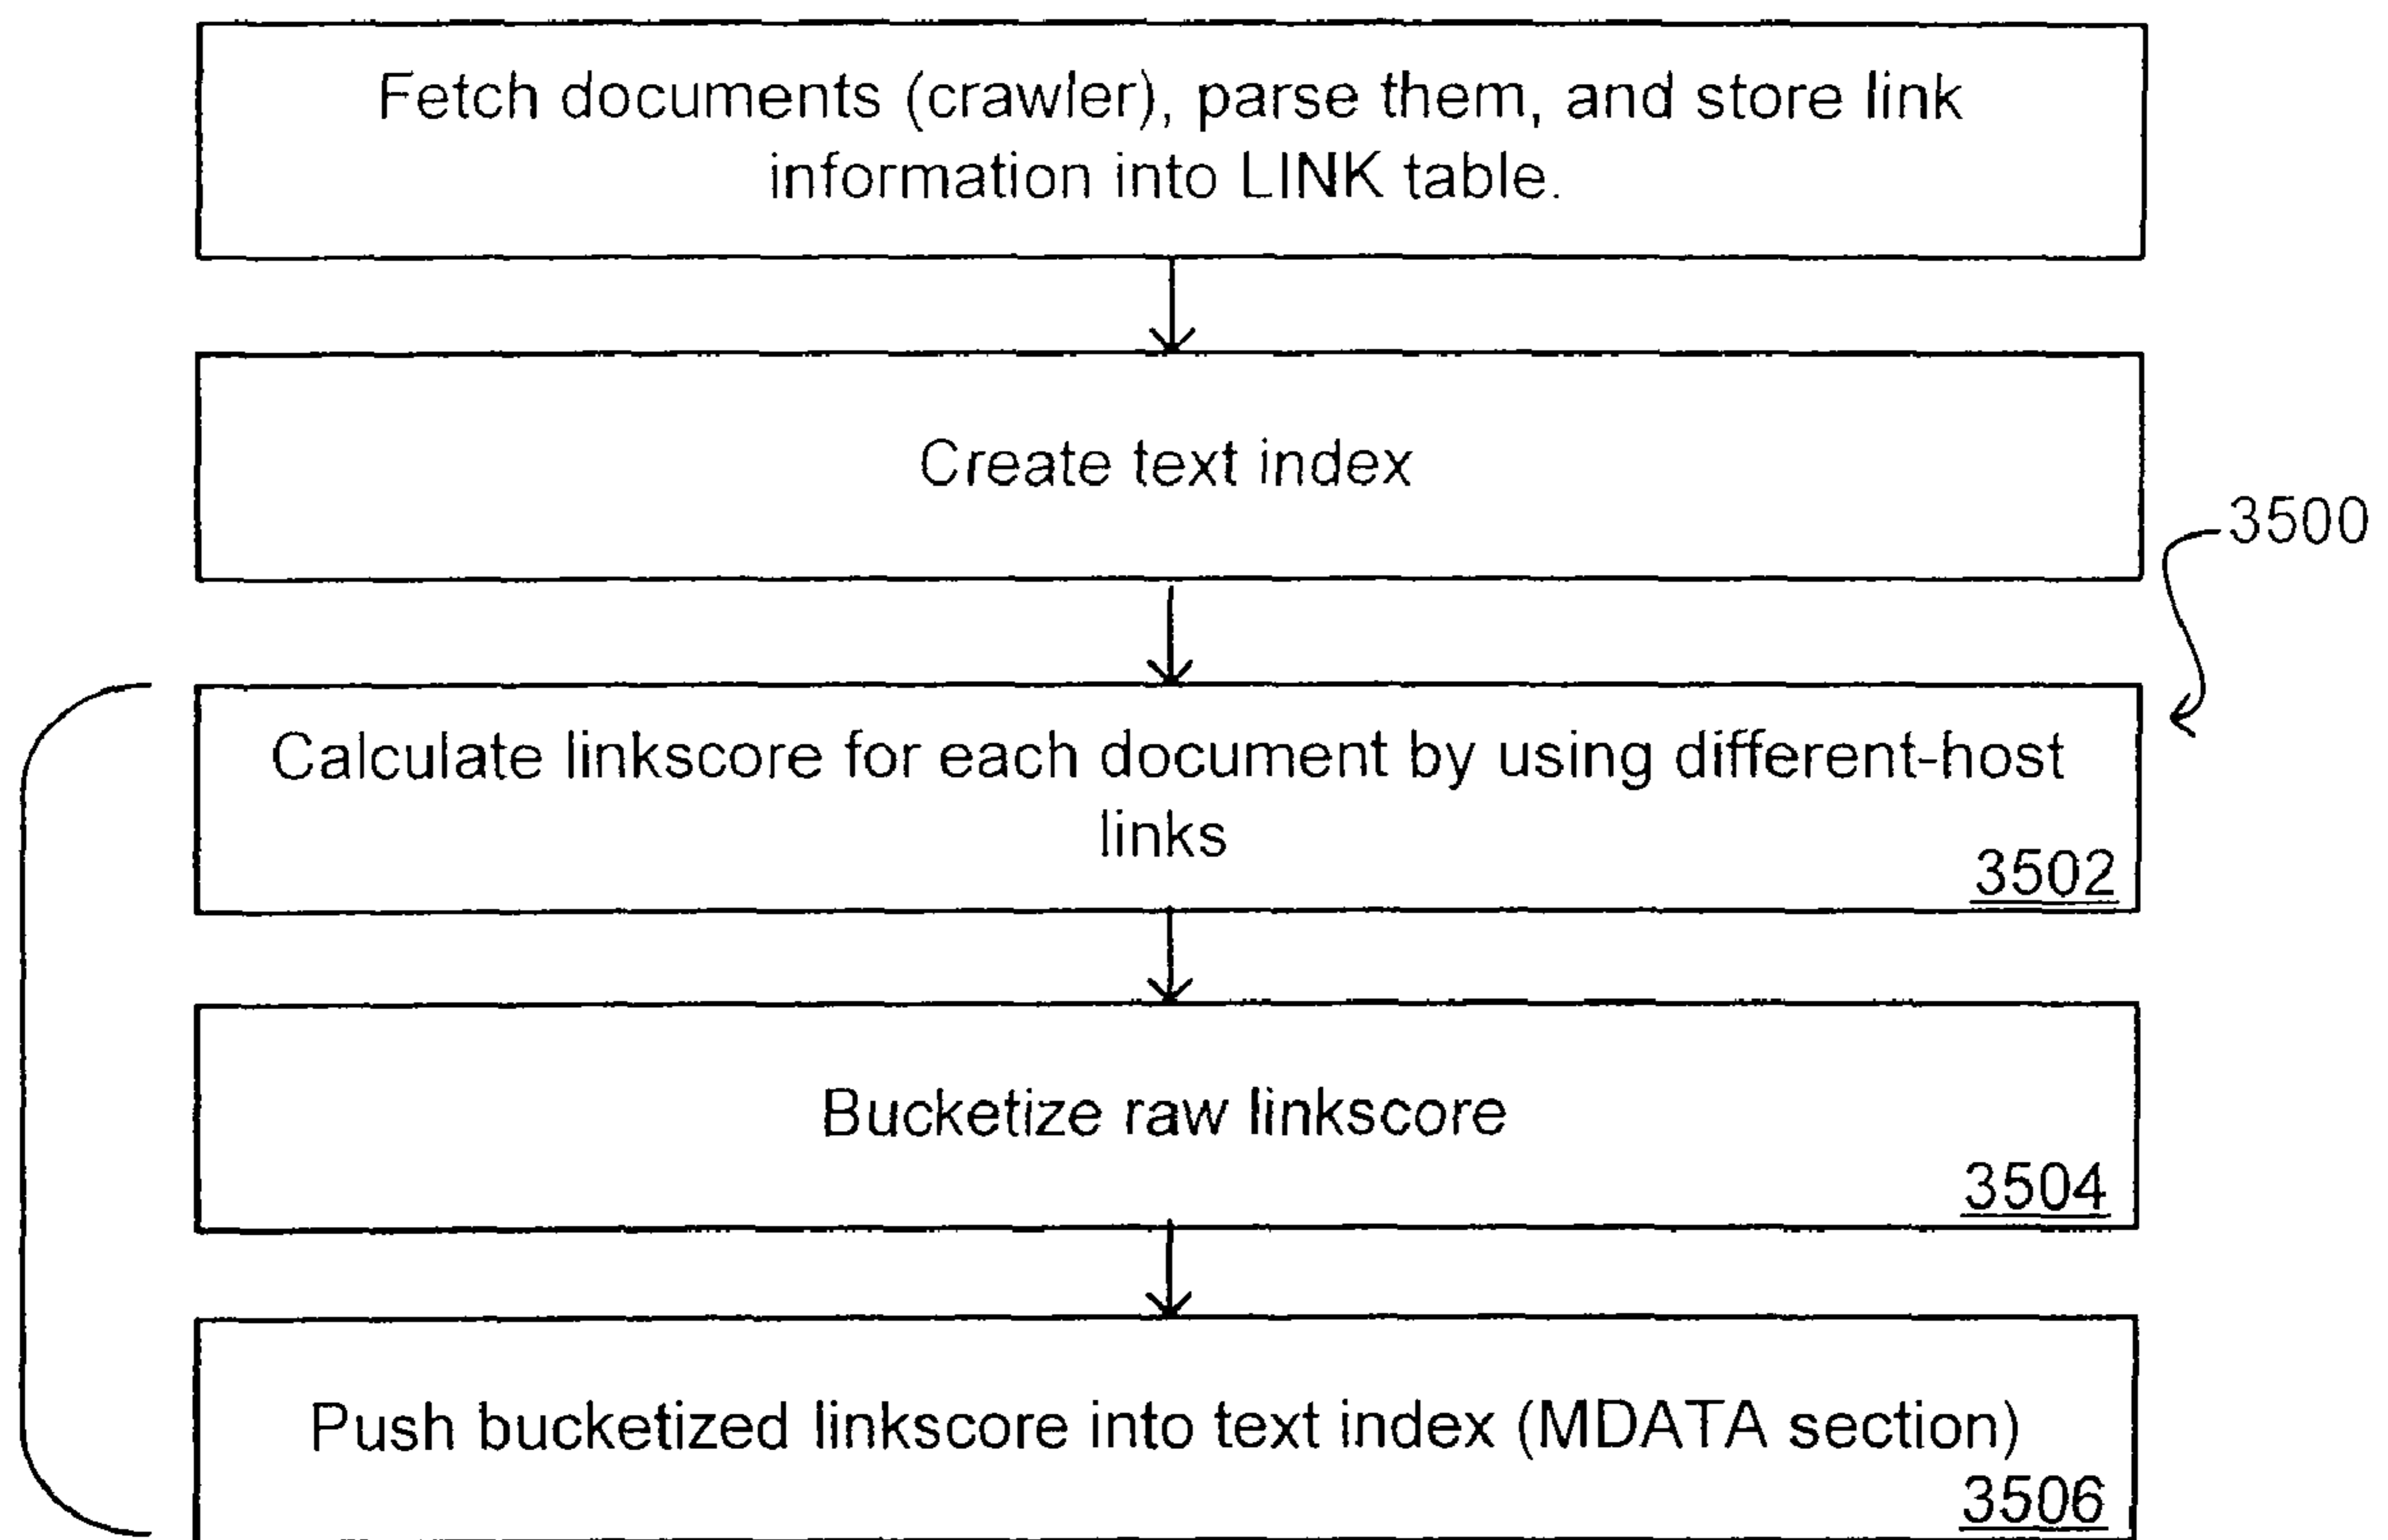 Fetch documents (crawler), parse them, and store link
information into LINK table.
Create text index
3500
Calculate linkscore for each document by using different-host
links
3502
Bucketize raw linkscore
3504
Push bucketized linkscore into text index (MDATA section)
3506